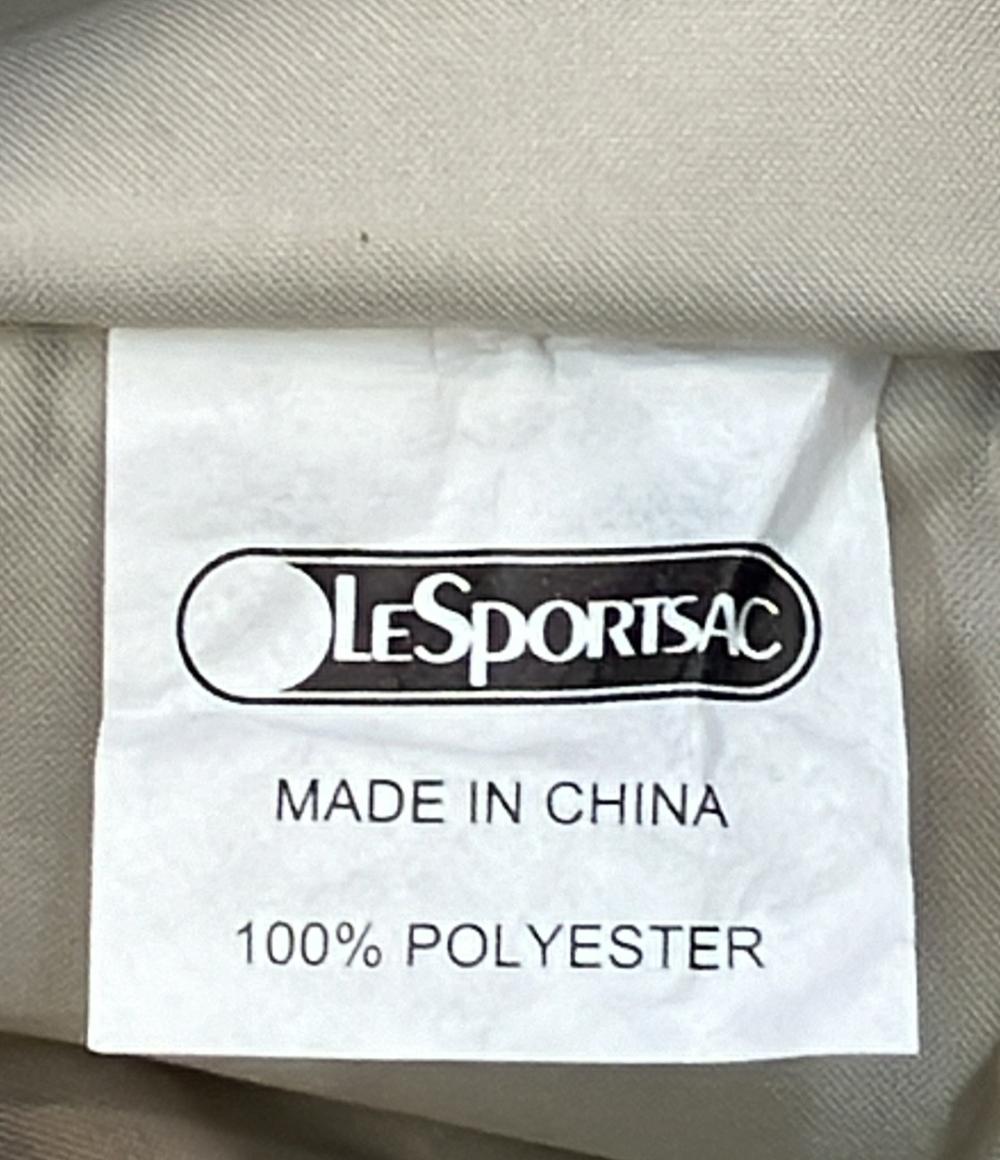 LeSportsac
MADE IN CHINA
100% POLYESTER